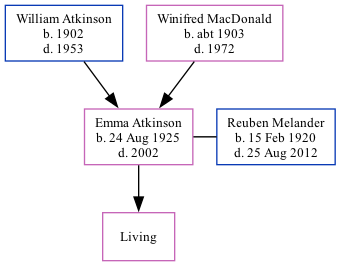 William Atkinson
b. 1902
d. 1953
Winifred MacDonald
b. abt 1903
d. 1972
Emma Atkinson
b. 24 Aug 1925
d. 2002
Reuben Melander
b. 15 Feb 1920
d. 25 Aug 2012
Living